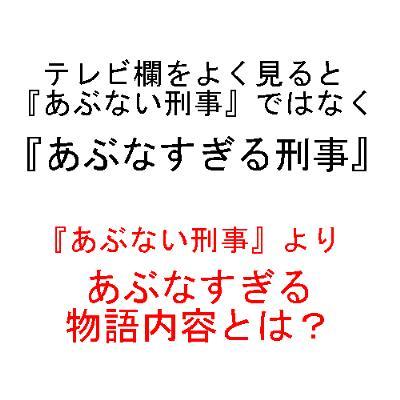 テレビ欄をよく見ると
『あぶない刑事』ではなく
『あぶなすぎる刑事』
『あぶない刑事』より
あぶなすぎる
物語内容とは？